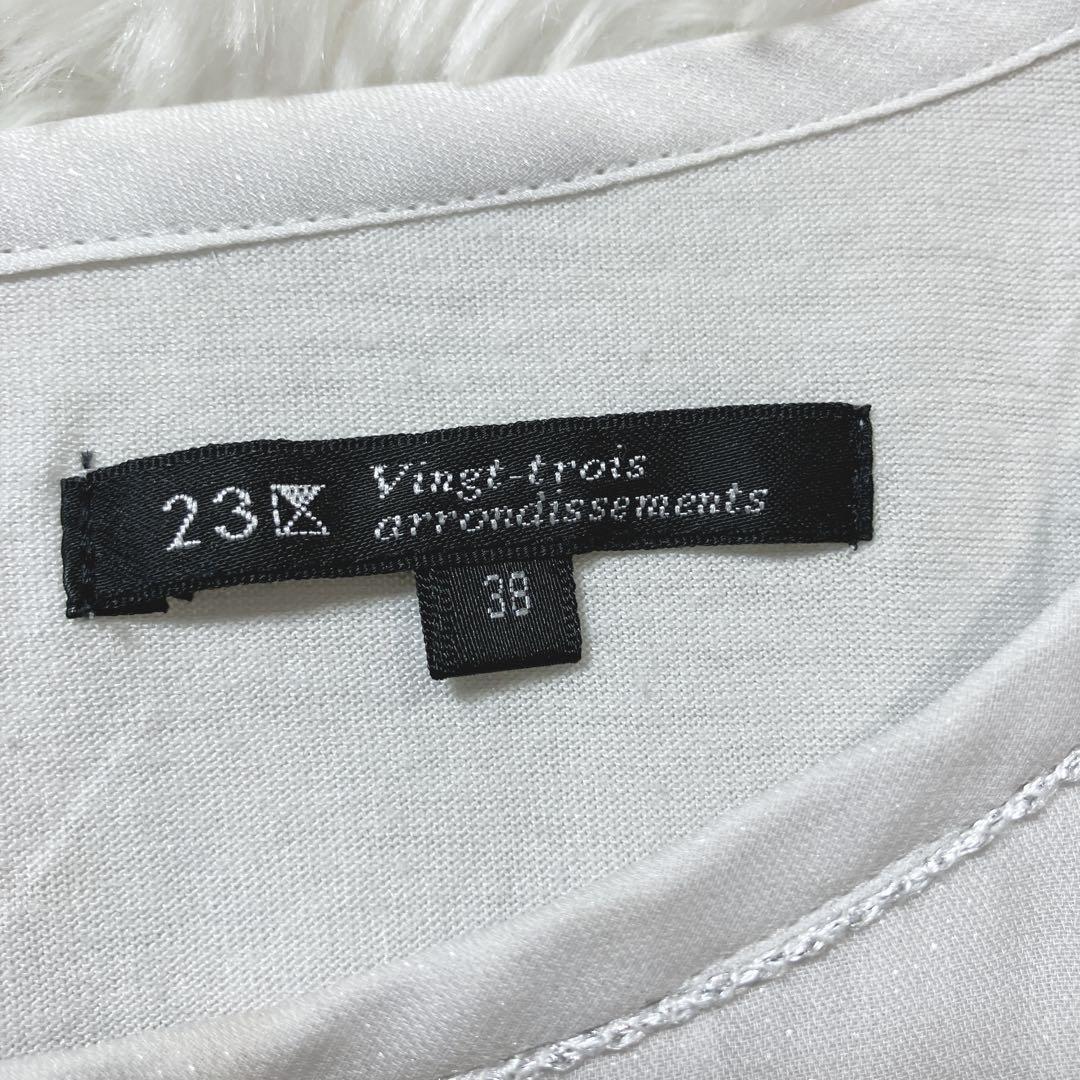 23区 Vingt-trois
arrondissements
38